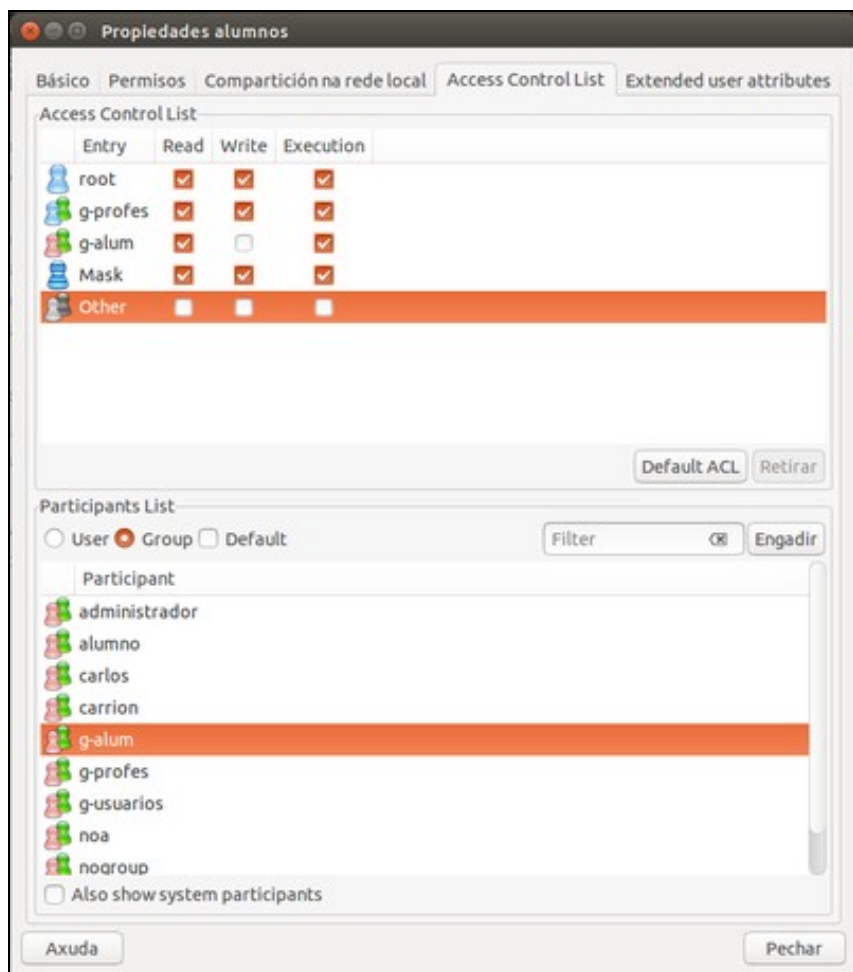 Propiedades alumnos
Básico Permisos Compartición na rede local Access Control List Extended user attributes
Access Control List
Entry Read Write Execution
root
g-profes
g-alum
Mask
Other
Default ACL Retirar
Participants List
User Group Default Filter Engadir
Participant
administrador
alumno
carlos
carrion
g-alum
g-profes
g-usuarios
noa
nogroup
Also show system participants
Axuda Pechar